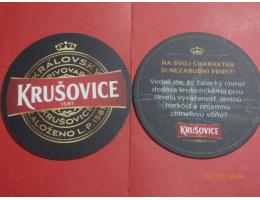 KRÁLOVSKÝ
PIVOVAR
KRUŠOVICE
1581
KRUŠOVICE
ZALOŽENO L.P. 1581
NA SVOJ CHARAKTER
SI NEZABUDNI PRIPIŤ!
Vedeli ste, že žatecký chmeľ
dodáva krušovickému pivu
skvelú vyváženosť, jemnú
horkosť a príjemnú
chmeľovú vôňu?
KRUŠOVICE